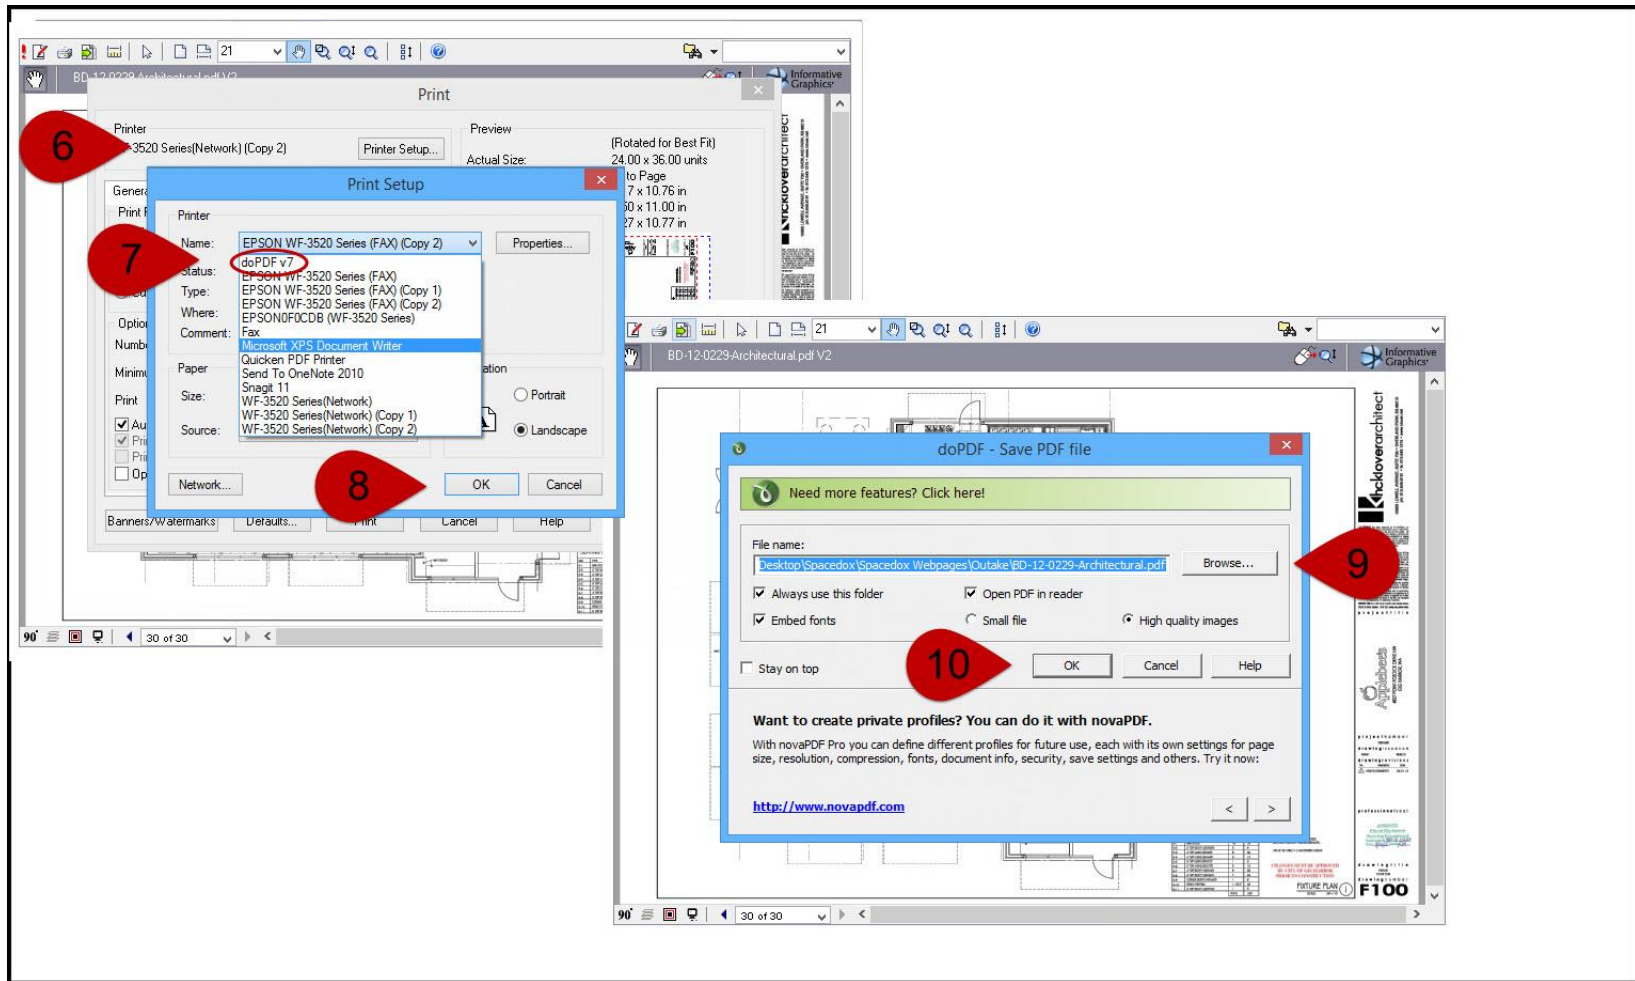 21
BD-12-0229-Architectural.pdf V2
Informative
Graphics
Print
Printer
6
3520 Series(Network) (Copy 2)
Printer Setup...
Preview
(Rotated for Best Fit)
Actual Size:
24.00 x 36.00 units
to Page
7 x 10.76 in
x 11.00 in
27 x 10.77 in
hckloverarchitect
Print Setup
Printer
7
Name:
EPSON WF-3520 Series (FAX) (Copy 2)
Properties...
Status:
Type:
Where:
Comment:
doPDF v7
EPSON WF-3520 Series (FAX)
EPSON WF-3520 Series (FAX) (Copy 1)
EPSON WF-3520 Series (FAX) (Copy 2)
EPSON0F0CDB (WF-3520 Series)
Fax
Microsoft XPS Document Writer
Quicken PDF Printer
Send To OneNote 2010
Snagit 11
WF-3520 Series(Network)
WF-3520 Series(Network) (Copy 1)
WF-3520 Series(Network) (Copy 2)
Paper
Size:
Source:
Portrait
Landscape
Network...
8
OK
Cancel
Banners/Watermarks
Defaults...
Print
Cancel
Help
90°
30 of 30
21
BD-12-0229-Architectural.pdf V2
Informative
Graphics
hckloverarchitect
doPDF - Save PDF file
Need more features? Click here!
File name:
Desktop\Spacedox\Spacedox Webpages\Outake\BD-12-0229-Architectural.pdf
Browse...
9
Always use this folder
Open PDF in reader
Embed fonts
Small file
High quality images
Stay on top
10
OK
Cancel
Help
Want to create private profiles? You can do it with novaPDF.
With novaPDF Pro you can define different profiles for future use, each with its own settings for page
size, resolution, compression, fonts, document info, security, save settings and others. Try it now:
http://www.novapdf.com
<
>
Applebee's
FIXTURE PLAN
F100
90°
30 of 30